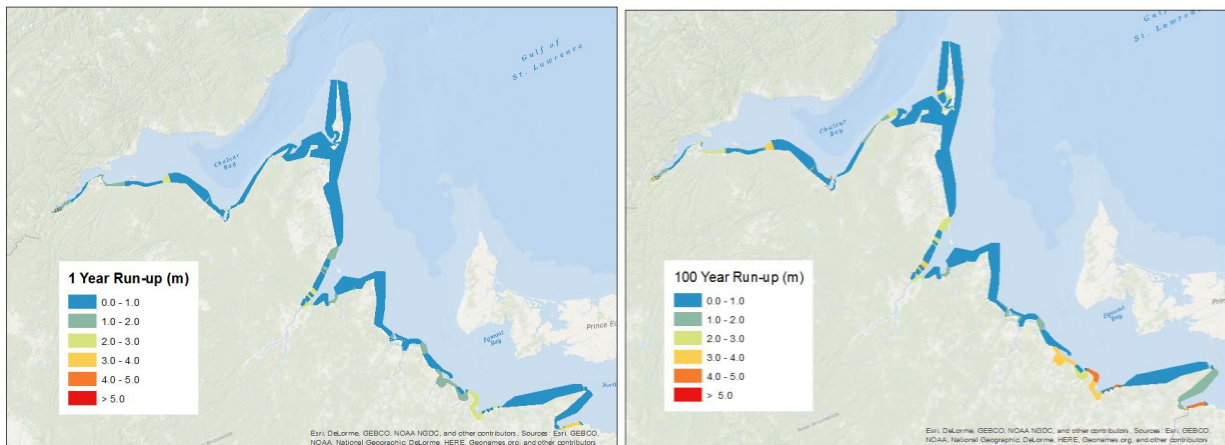 Gulf of
St. Lawrence
Chaleur
Bay
1 Year Run-up (m)
0.0 - 1.0
1.0 - 2.0
2.0 - 3.0
3.0 - 4.0
4.0 - 5.0
> 5.0
Egmont
Bay
Prince E
North
Esri, DeLorme, GEBCO, NOAA NGDC, and other contributors, Sources: Esri, GEBCO,
NOAA, National Geographic, DeLorme, HERE, Geonames.org, and other contributors
Gulf
St. Lawrence
Chaleur
Bay
100 Year Run-up (m)
0.0 - 1.0
1.0 - 2.0
2.0 - 3.0
3.0 - 4.0
4.0 - 5.0
> 5.0
Egmont
Bay
Esri, DeLorme, GEBCO, NOAA NGDC, and other contributors, Sources: Esri, GEBCO,
NOAA, National Geographic, DeLorme, HERE, Geonames.org, and other contributors